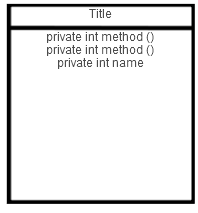 Title
private int method ()
private int method ()
private int name